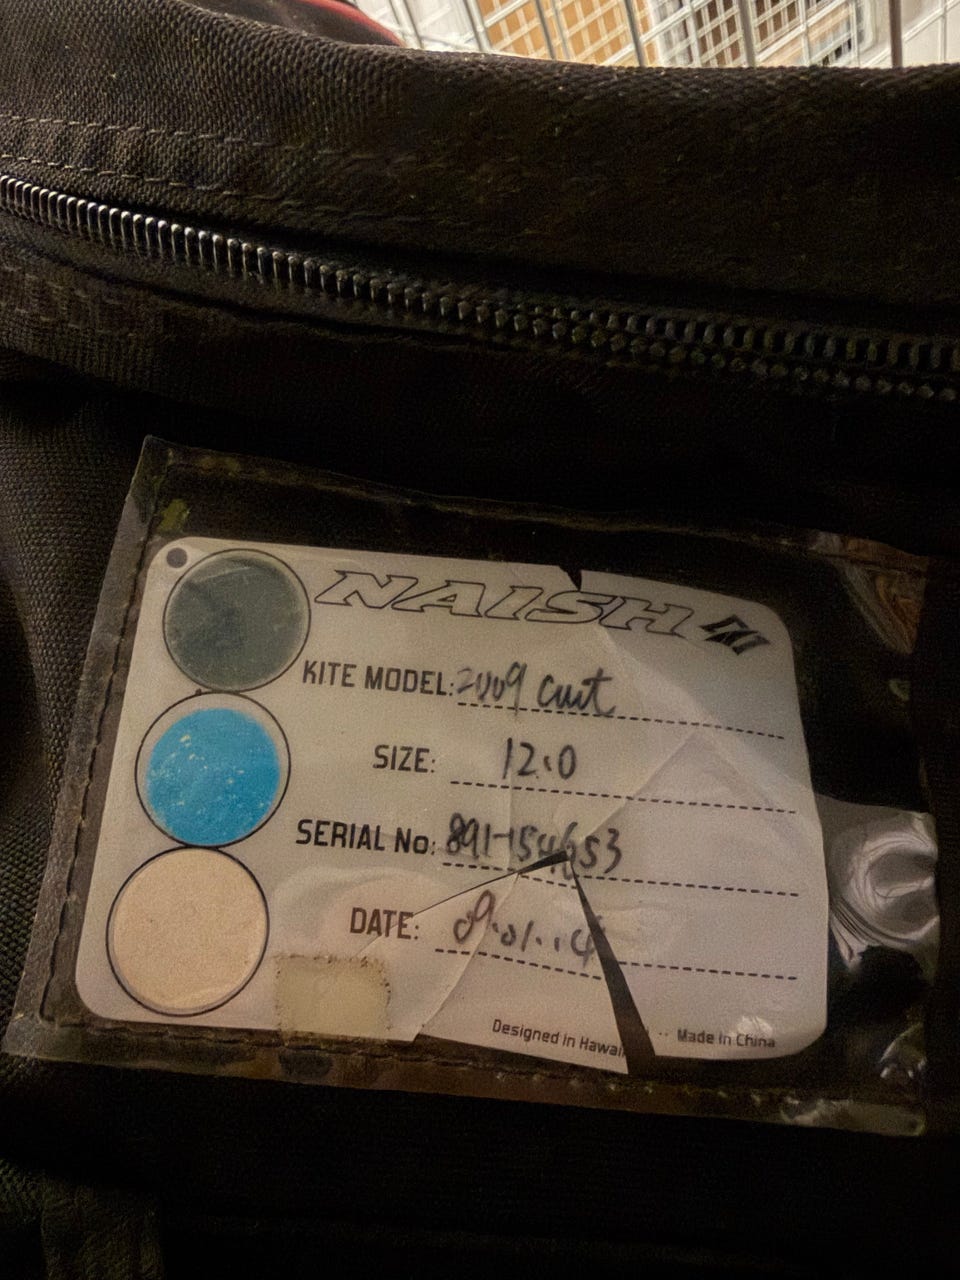 NAISH
KITE MODEL: 2009 Cult
SIZE: 12.0
SERIAL No: 891-154653
DATE: 09.01.14
Designed in Hawaii Made in China